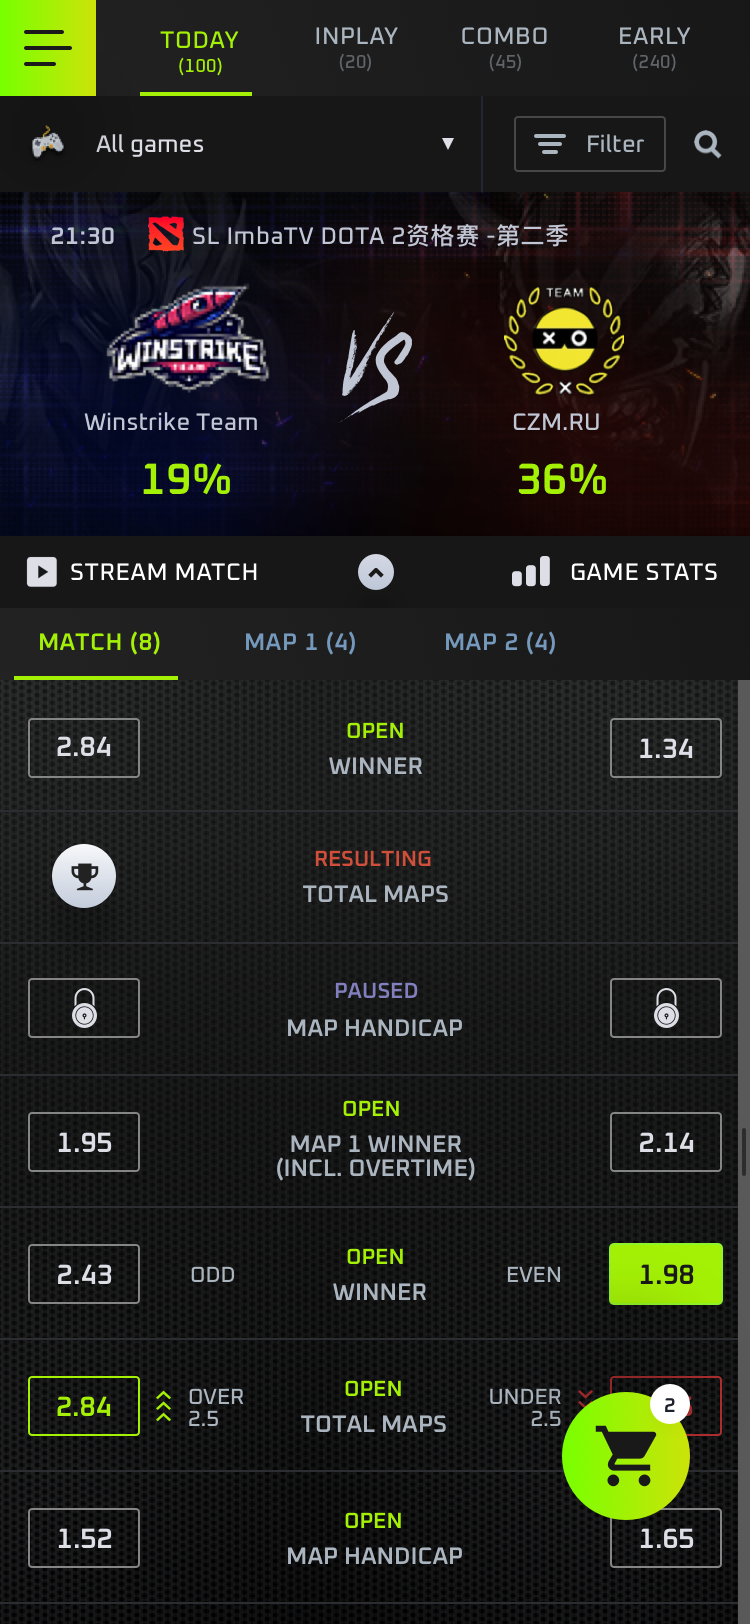 TODAY
(100)
INPLAY
(20)
COMBO
(45)
EARLY
(240)
All games
Filter
21:30
SL ImbaTV DOTA 2资格赛 -第二季
WINSTRIKE
TEAM
VS
TEAM
X O
X
Winstrike Team
CZM.RU
19%
36%
STREAM MATCH
GAME STATS
MATCH (8)
MAP 1 (4)
MAP 2 (4)
2.84
OPEN
WINNER
1.34
RESULTING
TOTAL MAPS
PAUSED
MAP HANDICAP
1.95
OPEN
MAP 1 WINNER
(INCL. OVERTIME)
2.14
2.43
ODD
OPEN
WINNER
EVEN
1.98
2.84
OVER
2.5
OPEN
TOTAL MAPS
UNDER
2.5
2
1.52
OPEN
MAP HANDICAP
1.65